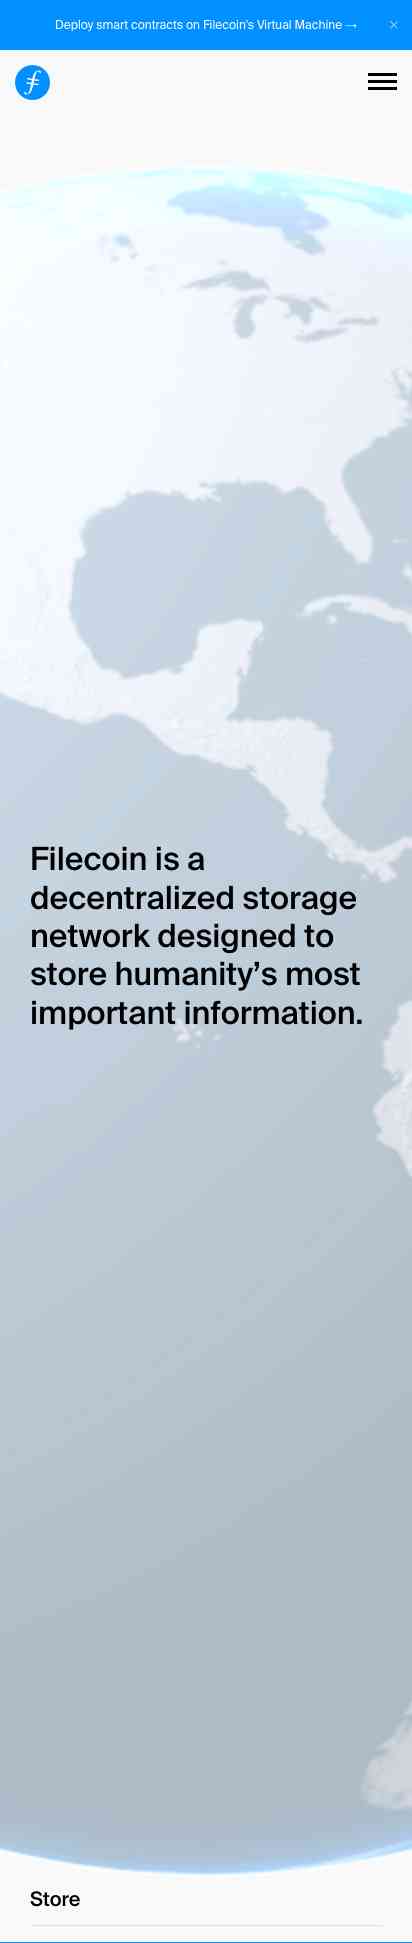 Deploy smart contracts on Filecoin's Virtual Machine →
Filecoin is a
decentralized storage
network designed to
store humanity’s most
important information.
Store